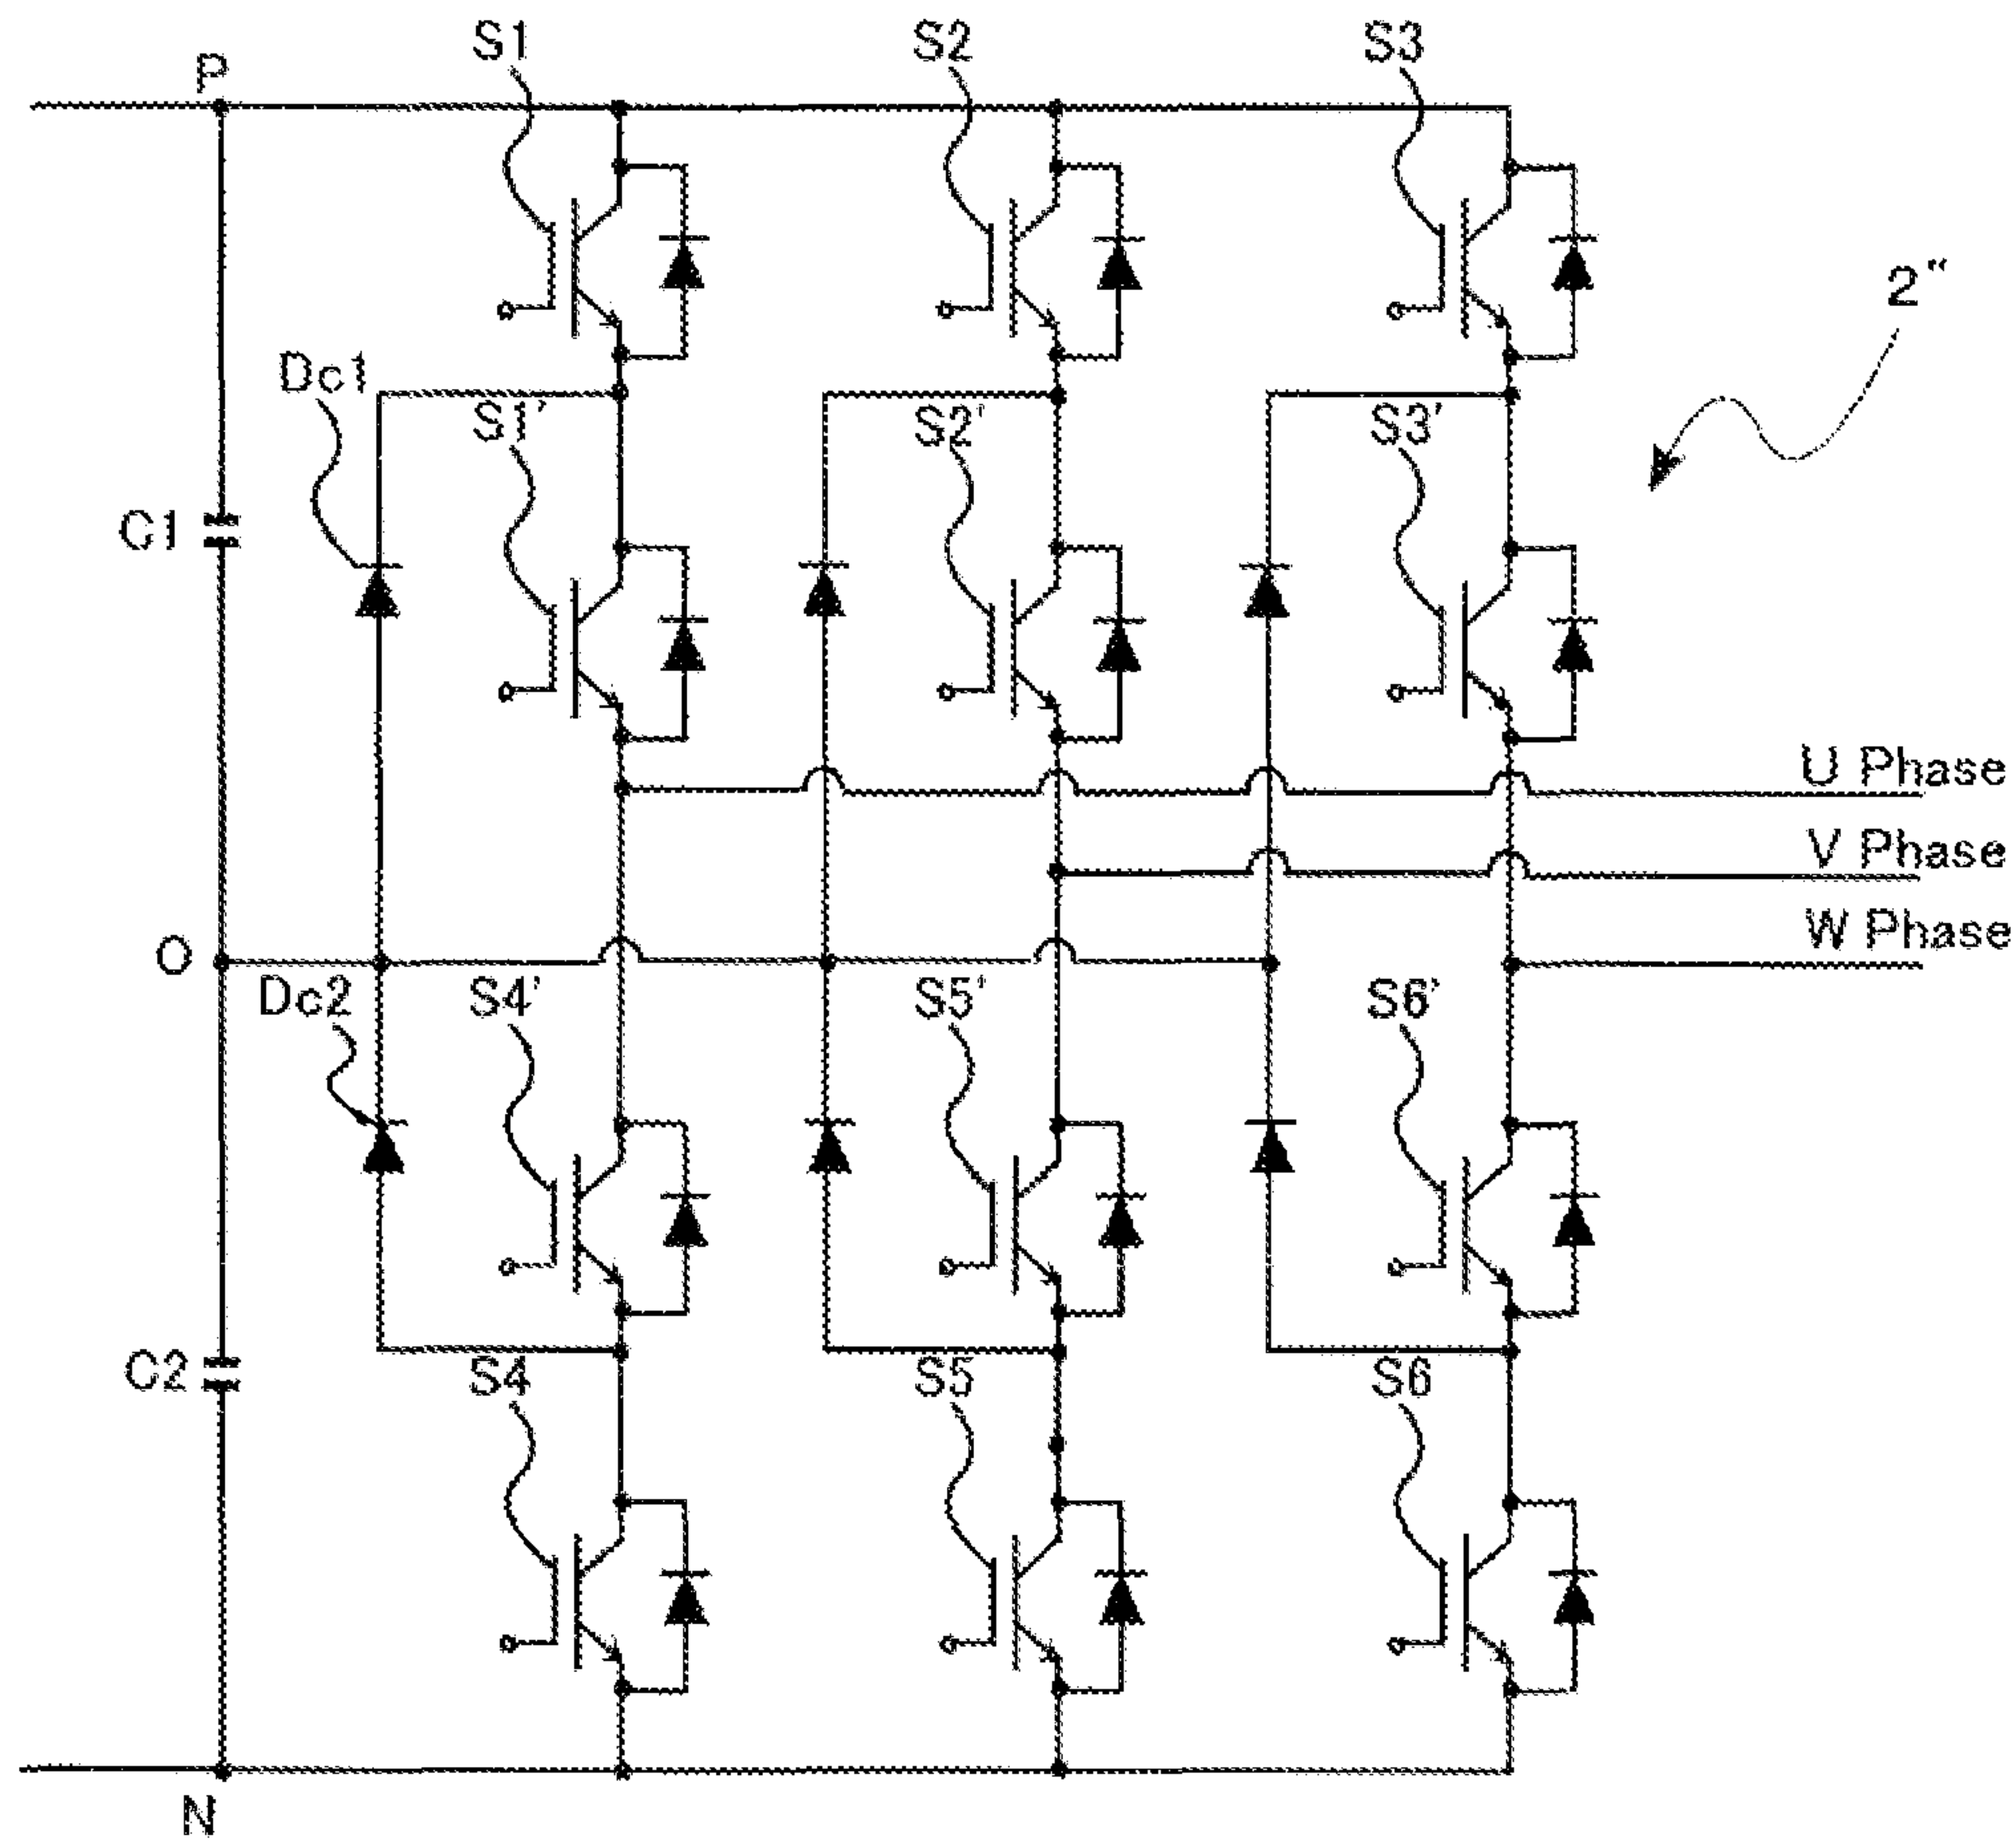 S1
S2
S3
P
2"
Dc1
S1'
S2'
S3'
C1
U Phase
V Phase
W Phase
O
Dc2
S4'
S5'
S6'
C2
S4
S5
S6
N